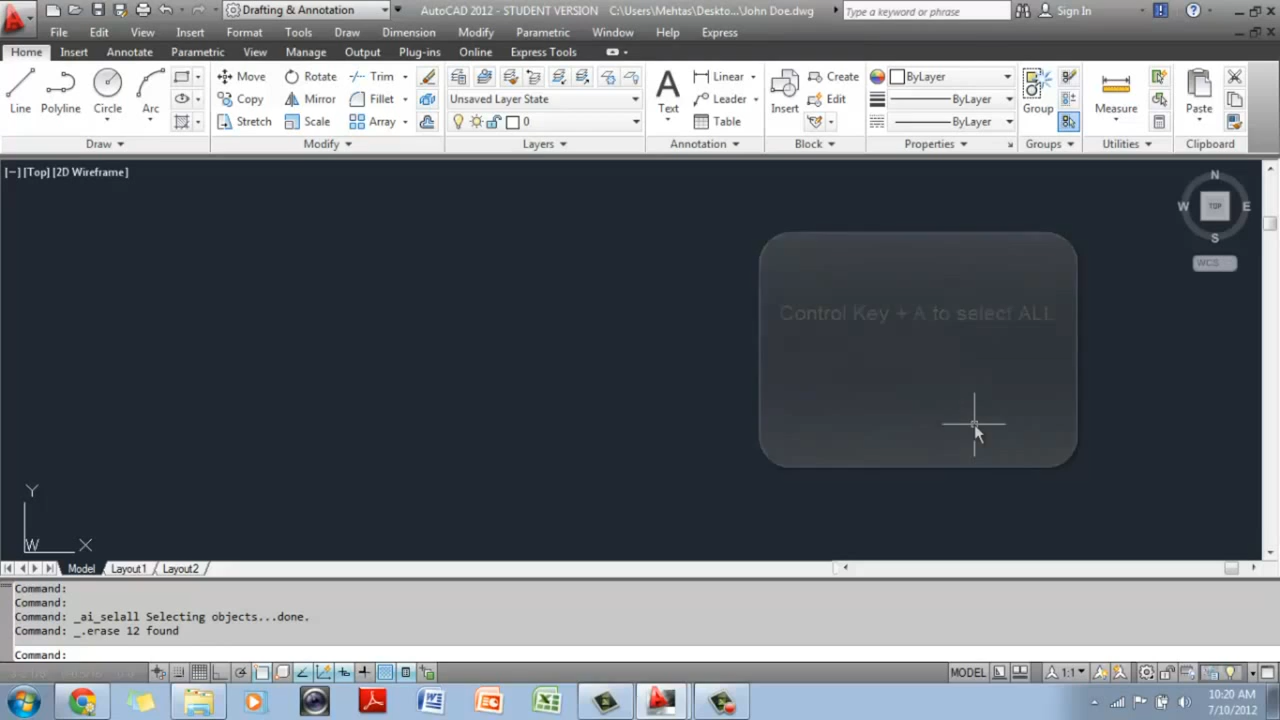 Drafting & Annotation
AutoCAD 2012 - STUDENT VERSION C:\Users\Mehtas\Deskto...\John Doe.dwg
Type a keyword or phrase
Sign In
File Edit View Insert Format Tools Draw Dimension Modify Parametric Window Help Express
Home Insert Annotate Parametric View Manage Output Plug-ins Online Express Tools
Line Polyline Circle Arc
Move Rotate Trim
Copy Mirror Fillet
Stretch Scale Array
Unsaved Layer State
0
Text
Linear
Leader
Table
Insert
Create
Edit
ByLayer
ByLayer
ByLayer
Group
Measure
Paste
Draw Modify Layers Annotation Block Properties Groups Utilities Clipboard
[−] [Top] [2D Wireframe]
N
W TOP E
S
WCS
Control Key + A to select ALL
Y
W X
Model Layout1 Layout2
Command:
Command:
Command: _ai_selall Selecting objects...done.
Command: _.erase 12 found
Command:
MODEL
1:1
10:20 AM
7/10/2012